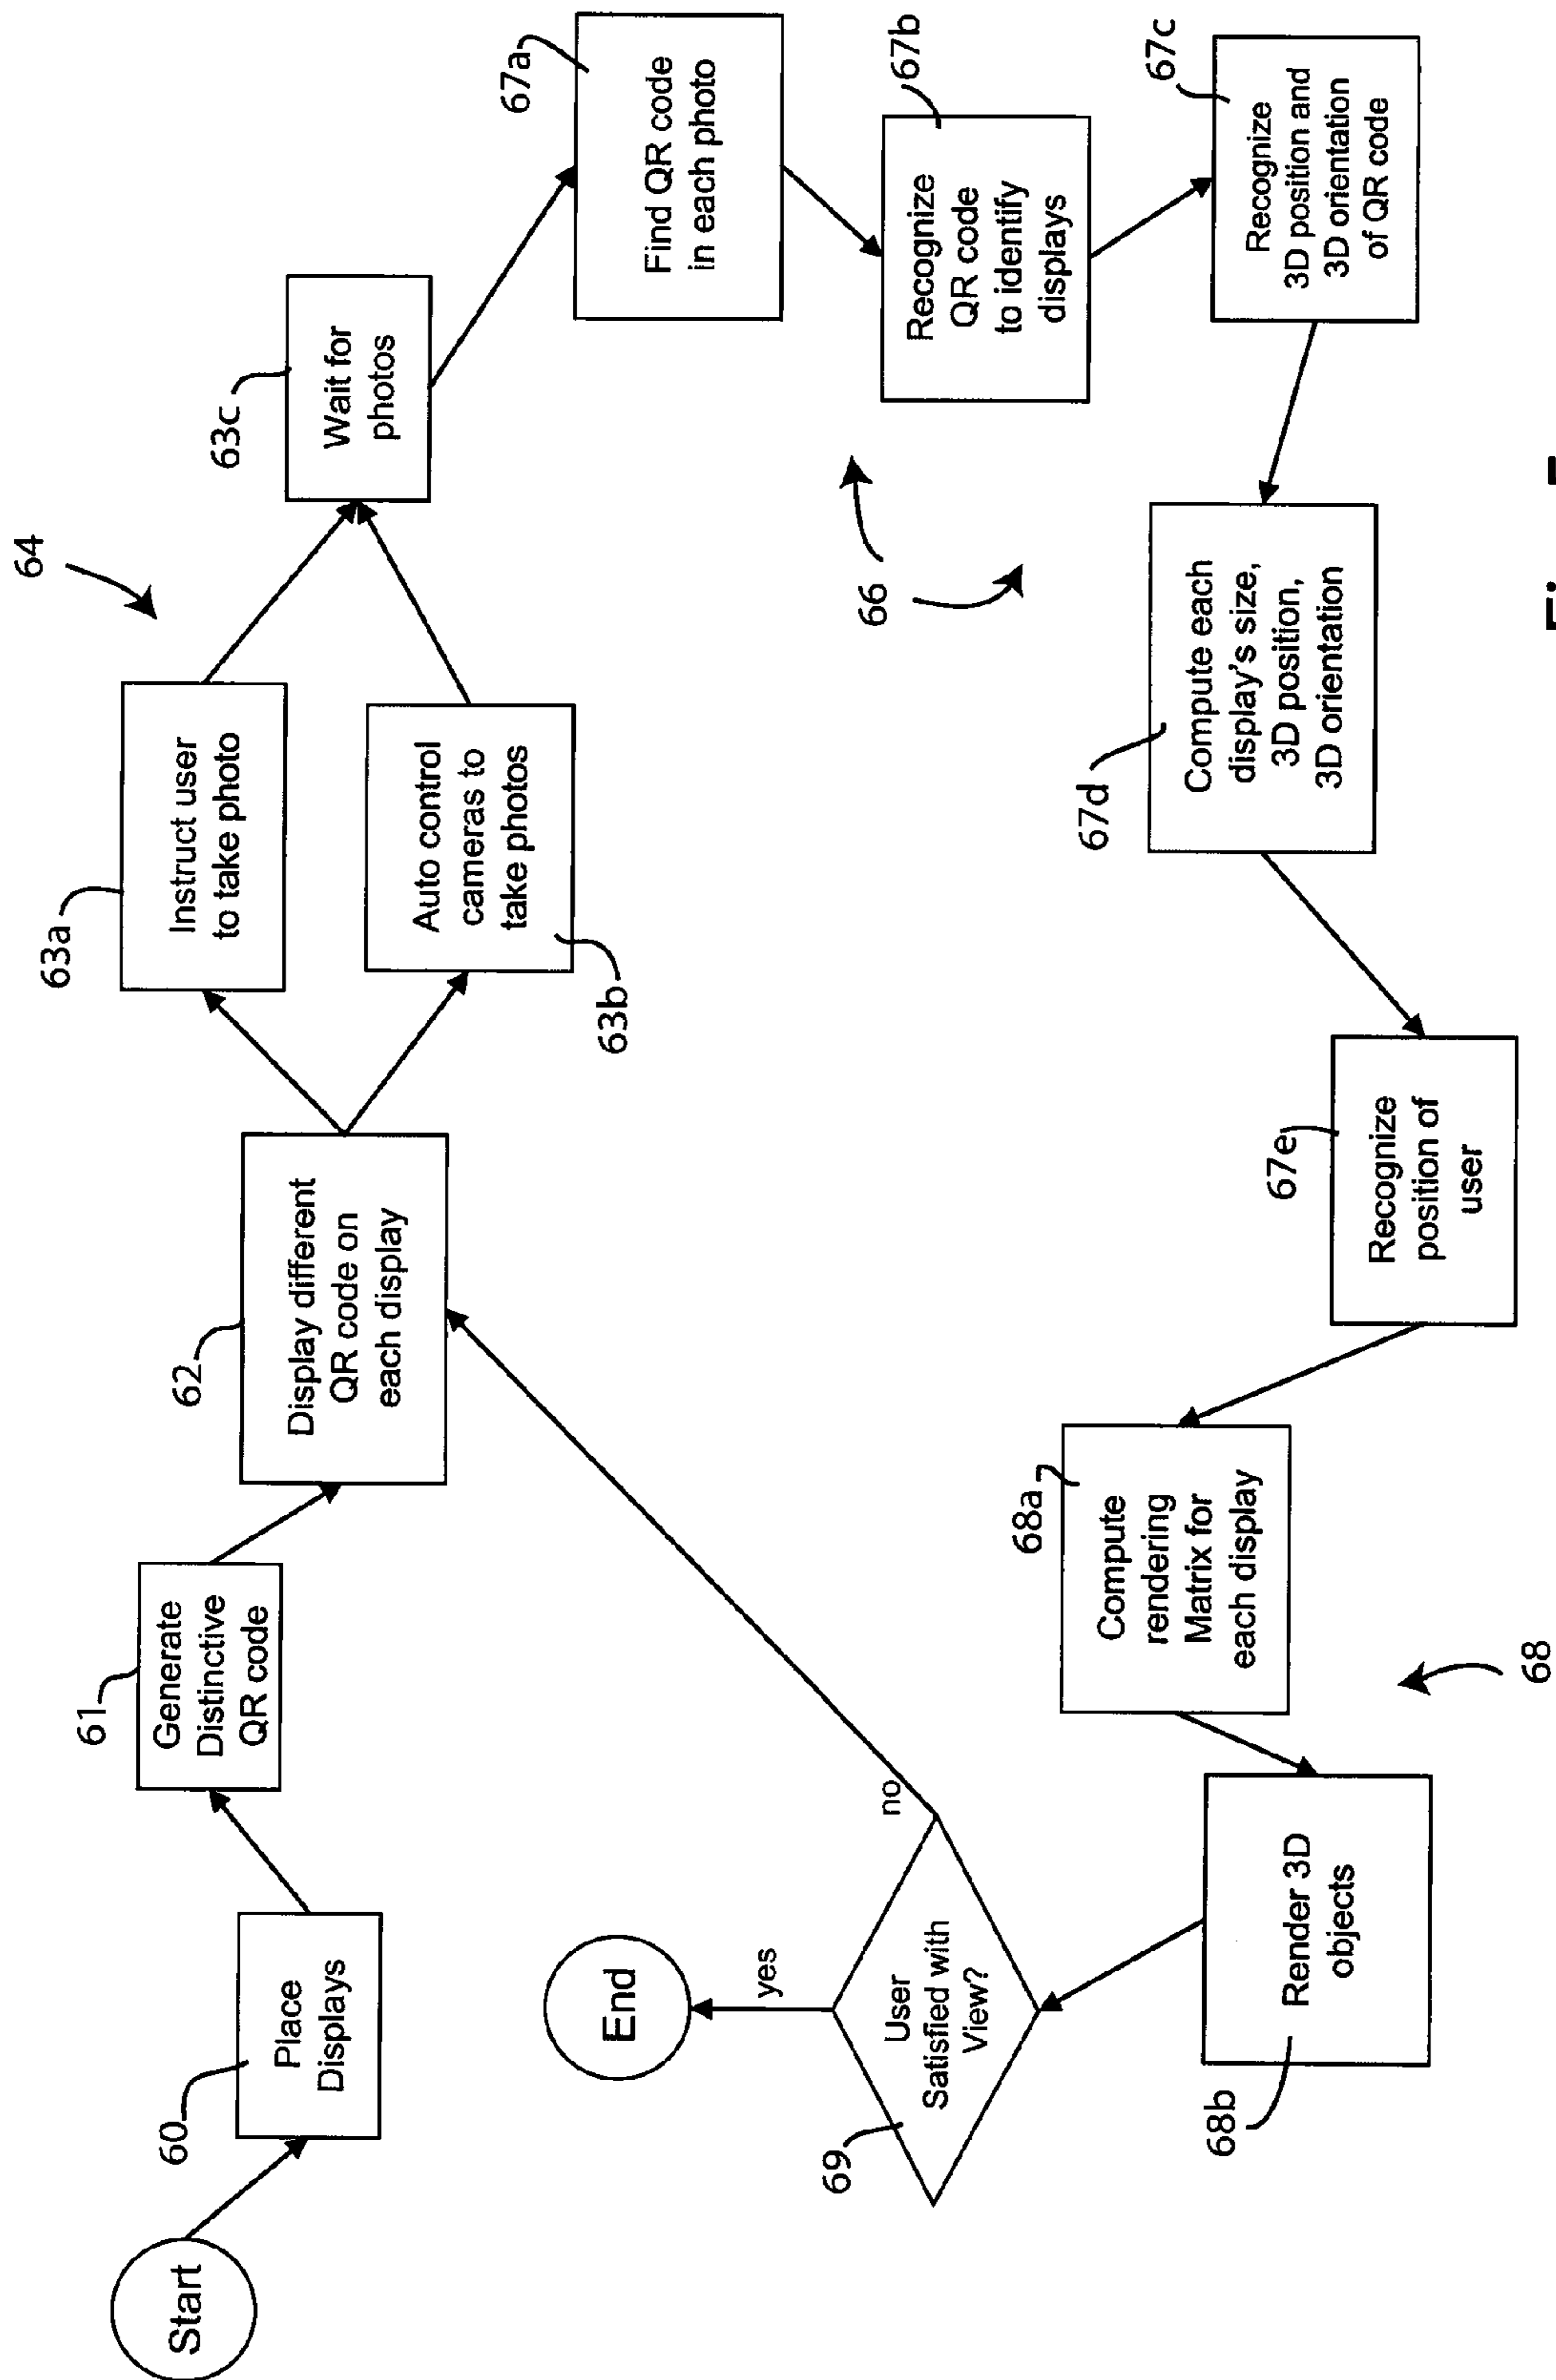 Start
60
Place
Displays
61
Generate
Distinctive
QR code
62
Display different
QR code on
each display
64
63a
Instruct user
to take photo
63b
Auto control
cameras to
take photos
63c
Wait for
photos
66
67a
Find QR code
in each photo
67b
Recognize
QR code
to identify
displays
67c
Recognize
3D position and
3D orientation
of QR code
67d
Compute each
display's size,
3D position,
3D orientation
67e
Recognize
position of
user
68
68a
Compute
rendering
Matrix for
each display
68b
Render 3D
objects
69
User
Satisfied with
View?
no
yes
End